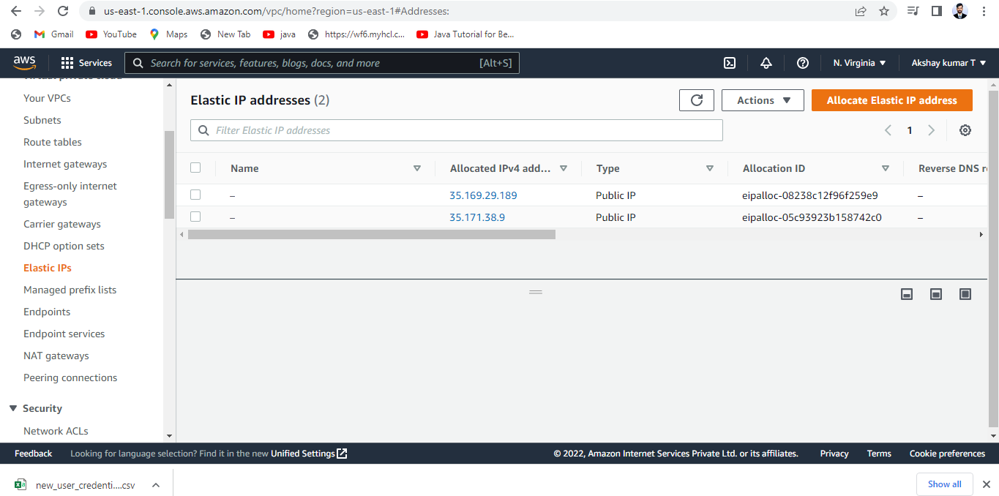 us-east-1.console.aws.amazon.com/vpc/home?region=us-east-1#Addresses:
Gmail YouTube Maps New Tab java https://wf6.myhcl.c... Java Tutorial for Be...
aws Services Search for services, features, blogs, docs, and more [Alt+S] N. Virginia Akshay kumar T
Virtual private cloud
Your VPCs
Subnets
Route tables
Internet gateways
Egress-only internet
gateways
Carrier gateways
DHCP option sets
Elastic IPs
Managed prefix lists
Endpoints
Endpoint services
NAT gateways
Peering connections
Security
Network ACLs
Elastic IP addresses (2) Actions Allocate Elastic IP address
Filter Elastic IP addresses 1
Name Allocated IPv4 add... Type Allocation ID Reverse DNS r
– 35.169.29.189 Public IP eipalloc-08238c12f96f259e9 –
– 35.171.38.9 Public IP eipalloc-05c93923b158742c0 –
Feedback Looking for language selection? Find it in the new Unified Settings © 2022, Amazon Internet Services Private Ltd. or its affiliates. Privacy Terms Cookie preferences
new_user_credenti....csv Show all